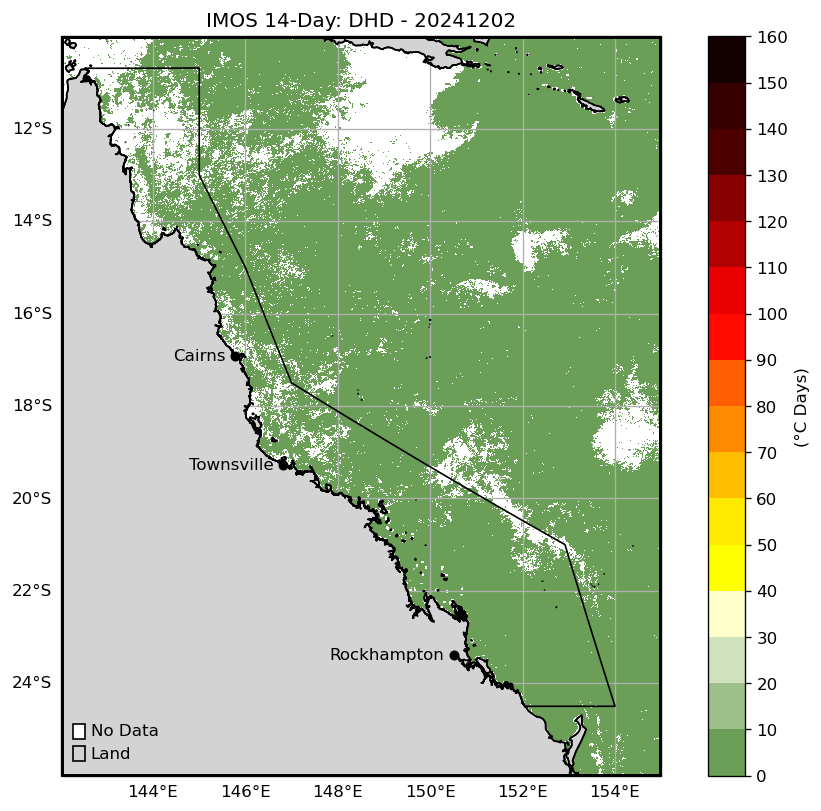 IMOS 14-Day: DHD - 20241202
12°S
14°S
16°S
18°S
20°S
22°S
24°S
Cairns
Townsville
Rockhampton
No Data
Land
144°E 146°E 148°E 150°E 152°E 154°E
160
150
140
130
120
110
100
90
80
70
60
50
40
30
20
10
0
(°C Days)